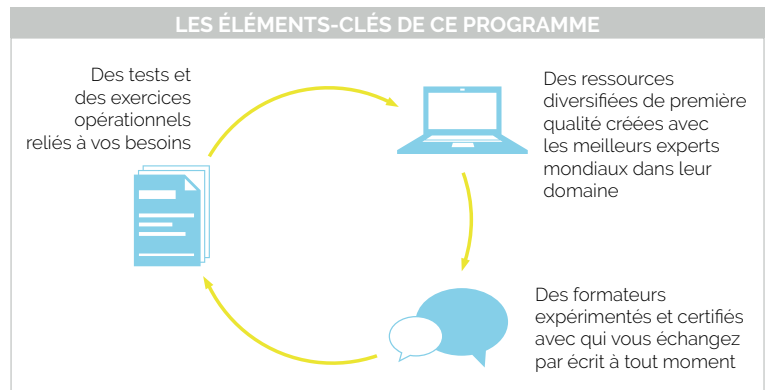 LES ÉLÉMENTS-CLÉS DE CE PROGRAMME
Des tests et
des exercices
opérationnels
reliés à vos besoins
Des ressources
diversifiées de première
qualité créées avec
les meilleurs experts
mondiaux dans leur
domaine
Des formateurs
expérimentés et certifiés
avec qui vous échangez
par écrit à tout moment